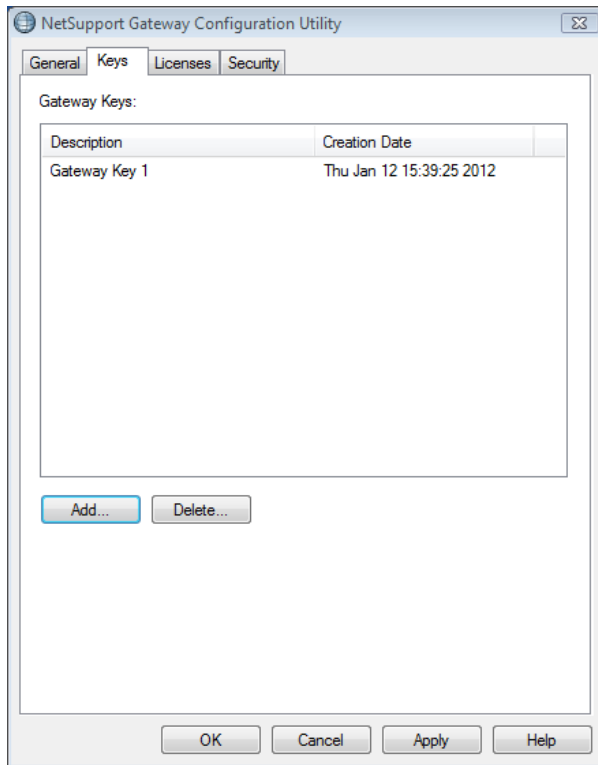 NetSupport Gateway Configuration Utility
General Keys Licenses Security
Gateway Keys:
Description Creation Date
Gateway Key 1 Thu Jan 12 15:39:25 2012
Add... Delete...
OK Cancel Apply Help